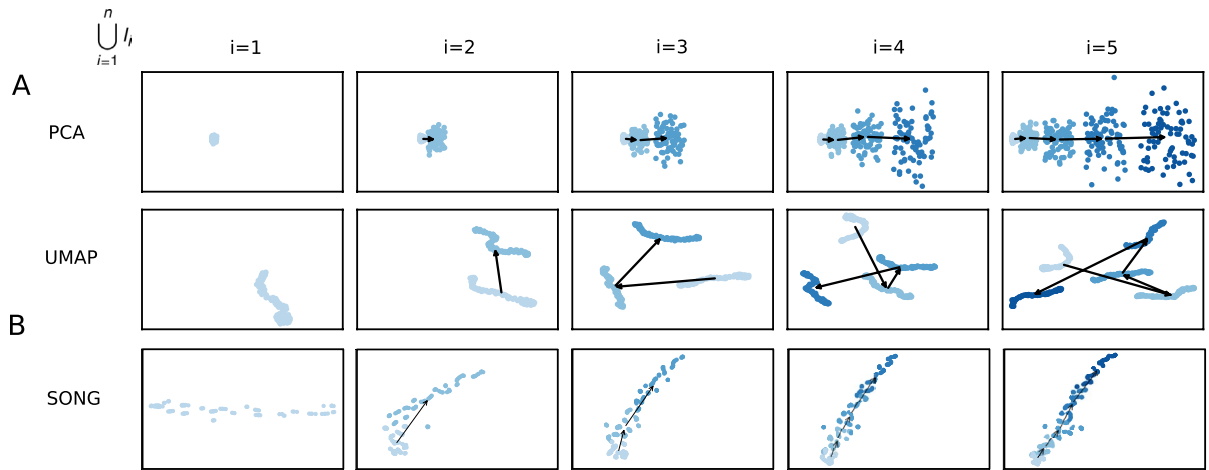 n
⋃ I
i=1
i=1 i=2 i=3 i=4 i=5
A
PCA
UMAP
B
SONG